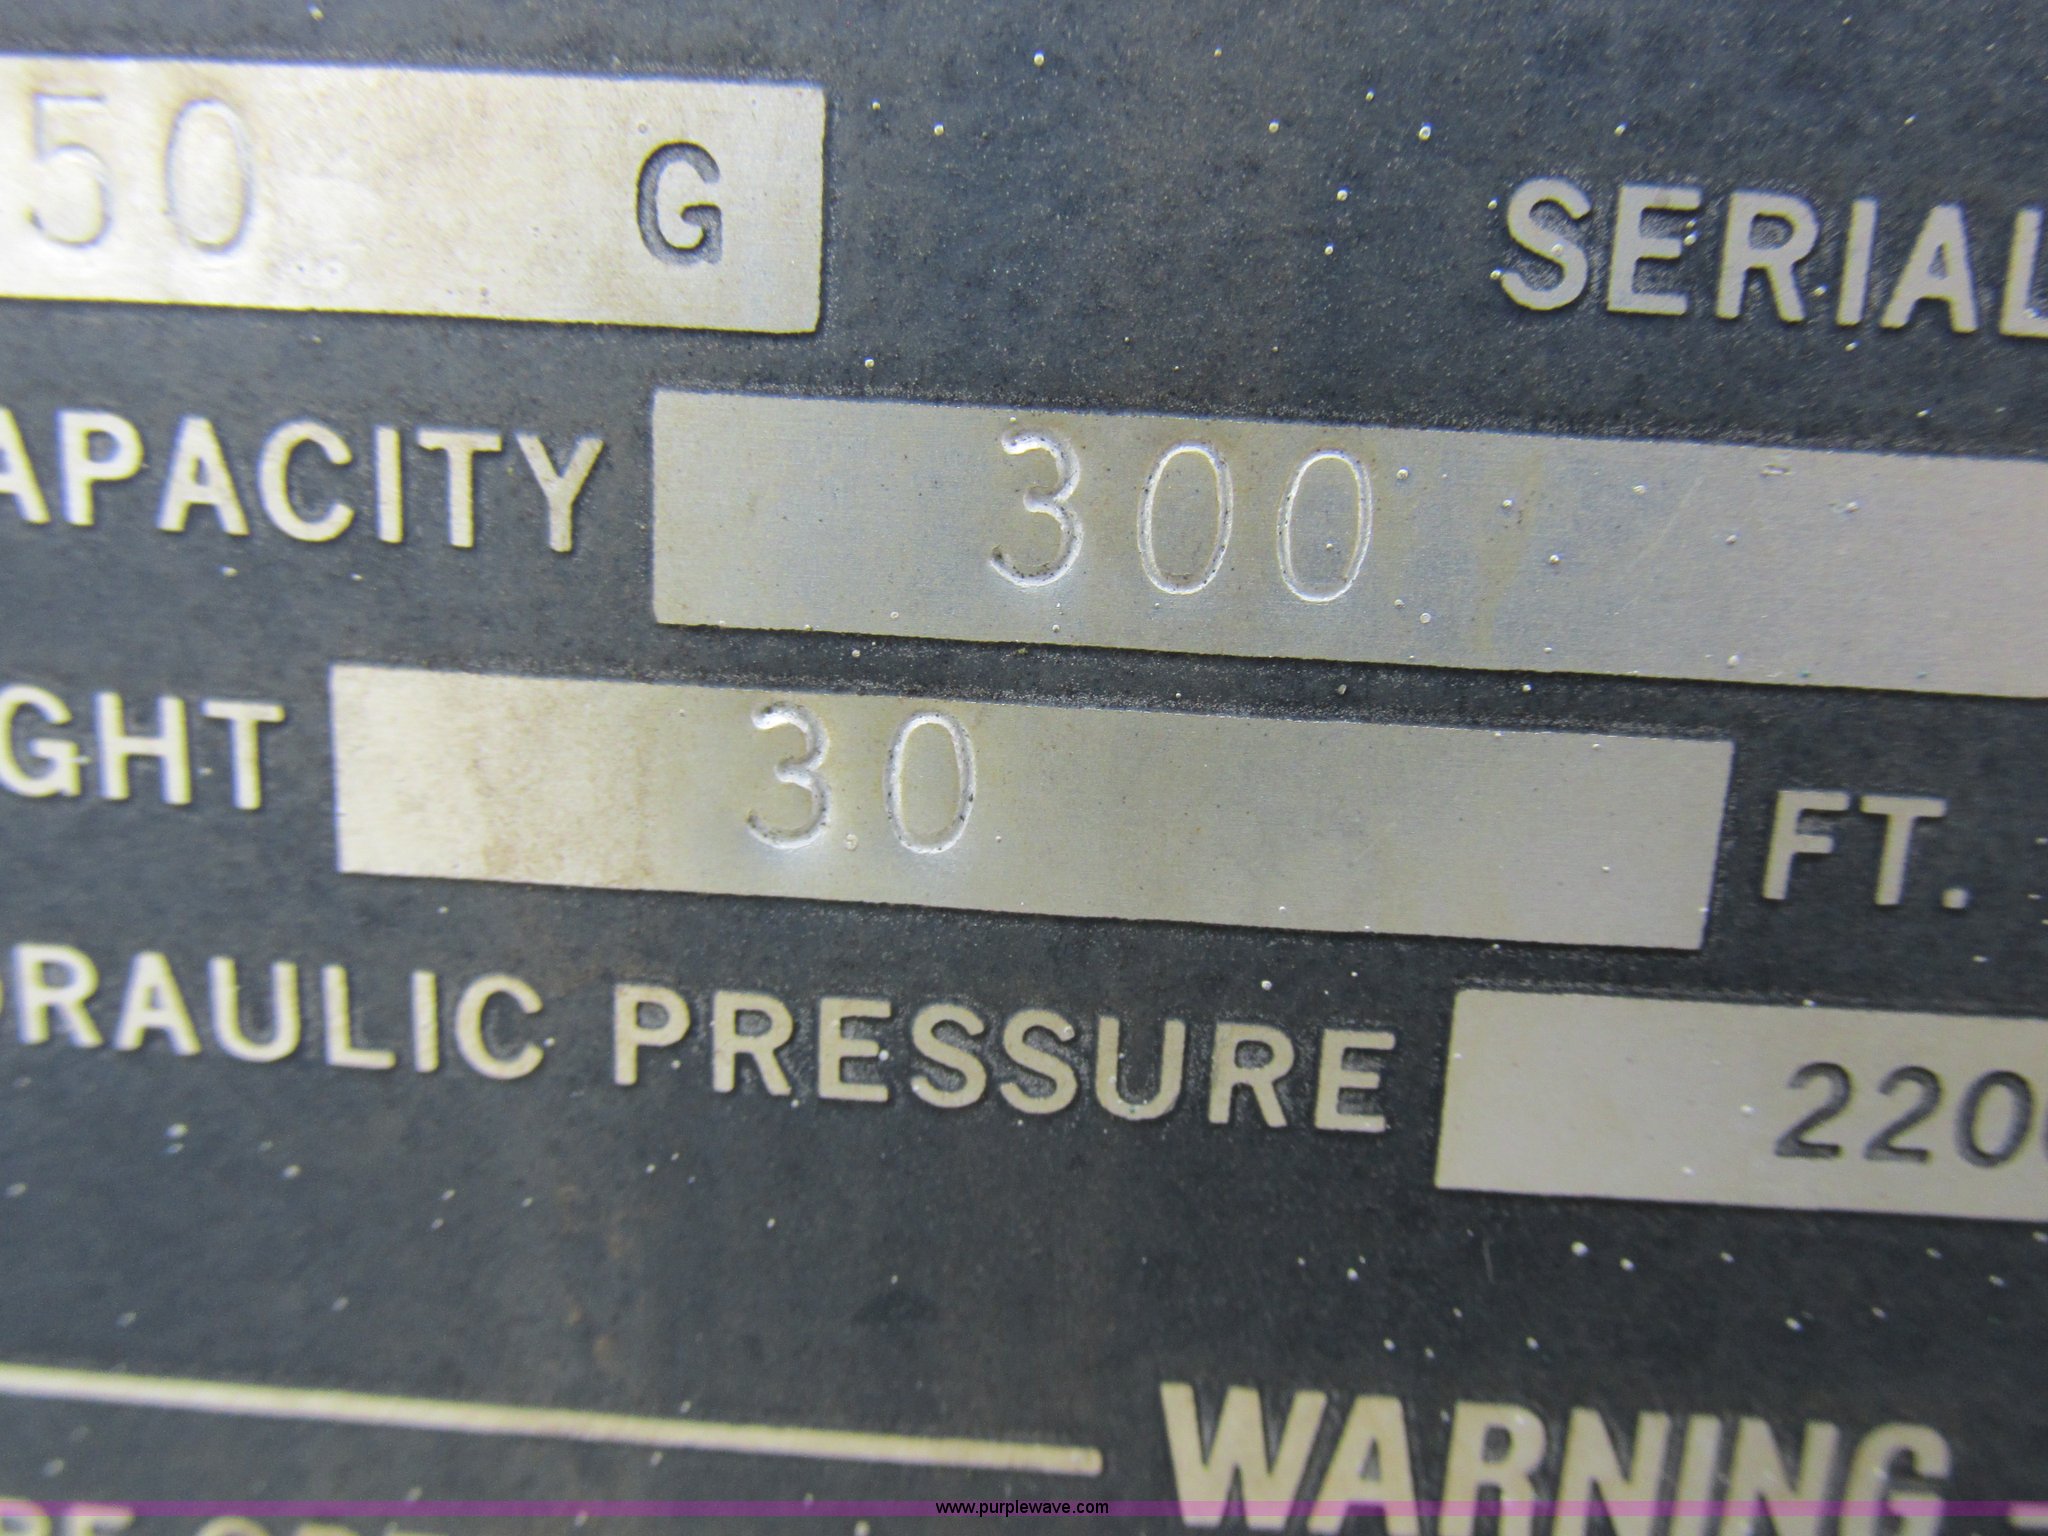 50 G SERIAL
APACITY 300
GHT 30 FT.
RAULIC PRESSURE 220
WARNING
www.purplewave.com